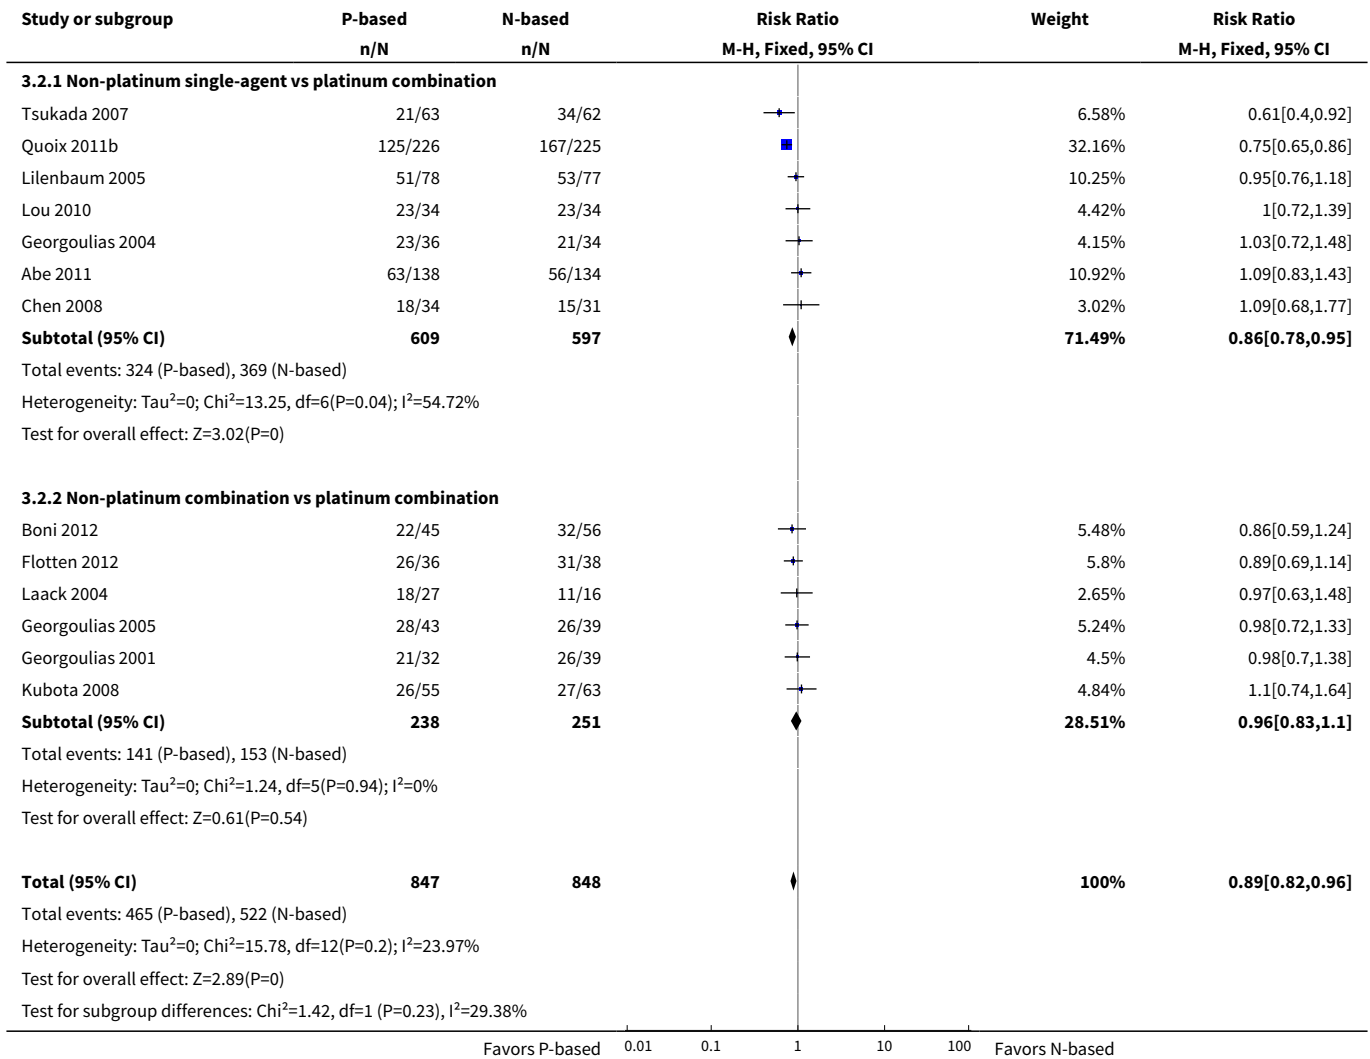 Study or subgroup P-based N-based Risk Ratio Weight Risk Ratio
n/N n/N M-H, Fixed, 95% CI M-H, Fixed, 95% CI
3.2.1 Non-platinum single-agent vs platinum combination
Tsukada 2007 21/63 34/62 6.58% 0.61[0.4,0.92]
Quoix 2011b 125/226 167/225 32.16% 0.75[0.65,0.86]
Lilenbaum 2005 51/78 53/77 10.25% 0.95[0.76,1.18]
Lou 2010 23/34 23/34 4.42% 1[0.72,1.39]
Georgoulias 2004 23/36 21/34 4.15% 1.03[0.72,1.48]
Abe 2011 63/138 56/134 10.92% 1.09[0.83,1.43]
Chen 2008 18/34 15/31 3.02% 1.09[0.68,1.77]
Subtotal (95% CI) 609 597 71.49% 0.86[0.78,0.95]
Total events: 324 (P-based), 369 (N-based)
Heterogeneity: Tau²=0; Chi²=13.25, df=6(P=0.04); I²=54.72%
Test for overall effect: Z=3.02(P=0)
3.2.2 Non-platinum combination vs platinum combination
Boni 2012 22/45 32/56 5.48% 0.86[0.59,1.24]
Flotten 2012 26/36 31/38 5.8% 0.89[0.69,1.14]
Laack 2004 18/27 11/16 2.65% 0.97[0.63,1.48]
Georgoulias 2005 28/43 26/39 5.24% 0.98[0.72,1.33]
Georgoulias 2001 21/32 26/39 4.5% 0.98[0.7,1.38]
Kubota 2008 26/55 27/63 4.84% 1.1[0.74,1.64]
Subtotal (95% CI) 238 251 28.51% 0.96[0.83,1.1]
Total events: 141 (P-based), 153 (N-based)
Heterogeneity: Tau²=0; Chi²=1.24, df=5(P=0.94); I²=0%
Test for overall effect: Z=0.61(P=0.54)
Total (95% CI) 847 848 100% 0.89[0.82,0.96]
Total events: 465 (P-based), 522 (N-based)
Heterogeneity: Tau²=0; Chi²=15.78, df=12(P=0.2); I²=23.97%
Test for overall effect: Z=2.89(P=0)
Test for subgroup differences: Chi²=1.42, df=1 (P=0.23), I²=29.38%
Favors P-based 0.01 0.1 1 10 100 Favors N-based